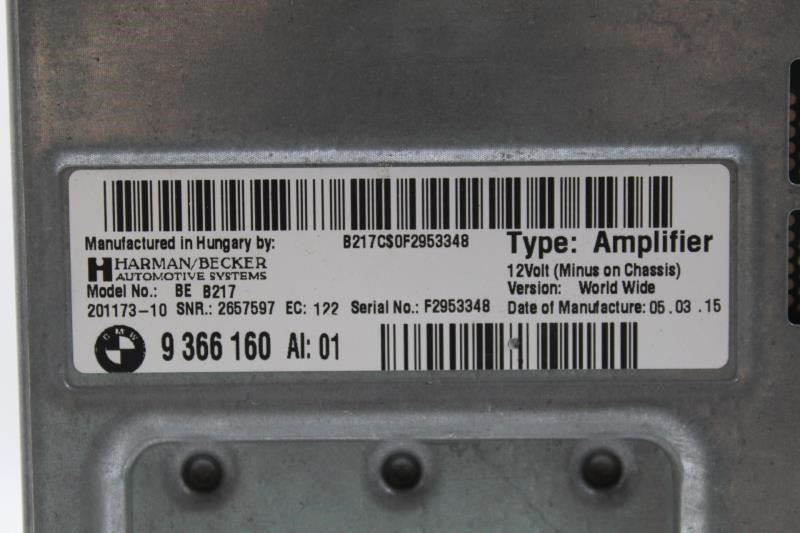 B217CS0F2953348
Manufactured in Hungary by:
HARMAN/BECKER
AUTOMOTIVE SYSTEMS
Type: Amplifier
12Volt (Minus on Chassis)
Model No.: BE B217
Version: World Wide
201173-10 SNR.: 2657597 EC: 122 Serial No.: F2953348 Date of Manufacture: 05.03.15
BMW
9 366 160 AI: 01